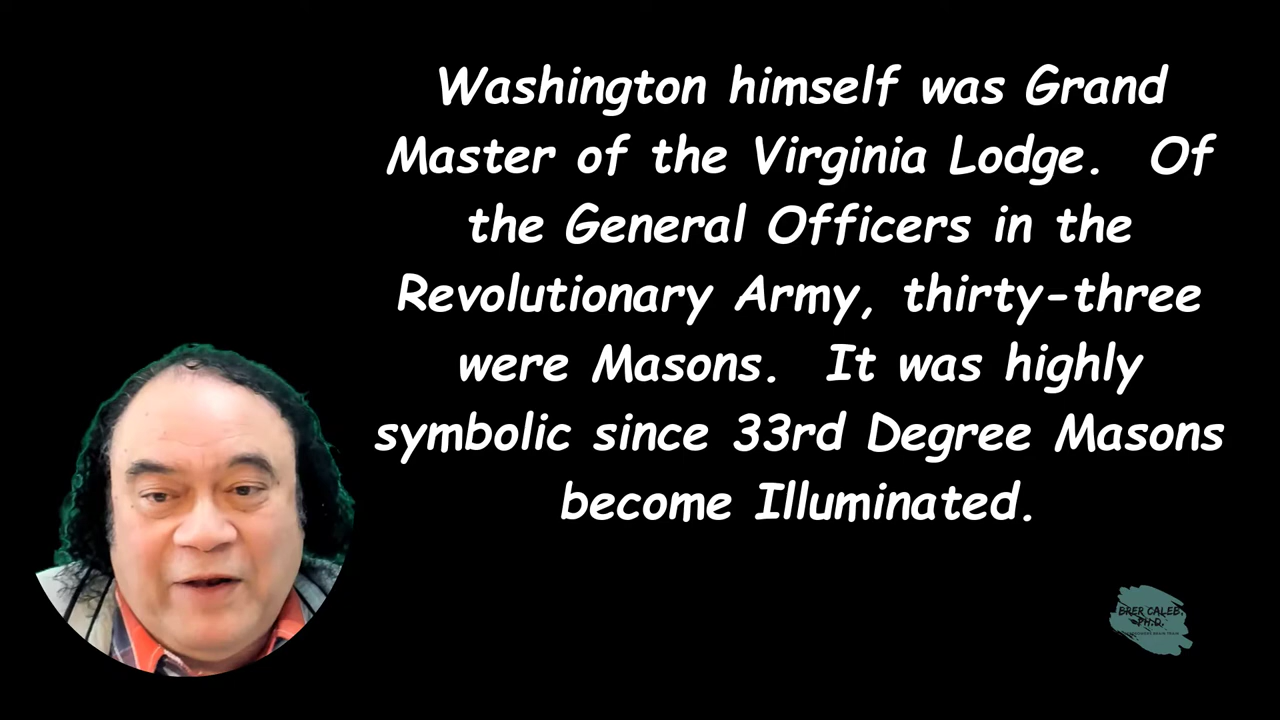 Washington himself was Grand
Master of the Virginia Lodge. Of
the General Officers in the
Revolutionary Army, thirty-three
were Masons. It was highly
symbolic since 33rd Degree Masons
become Illuminated.
BRER CALEB,
PH.D.